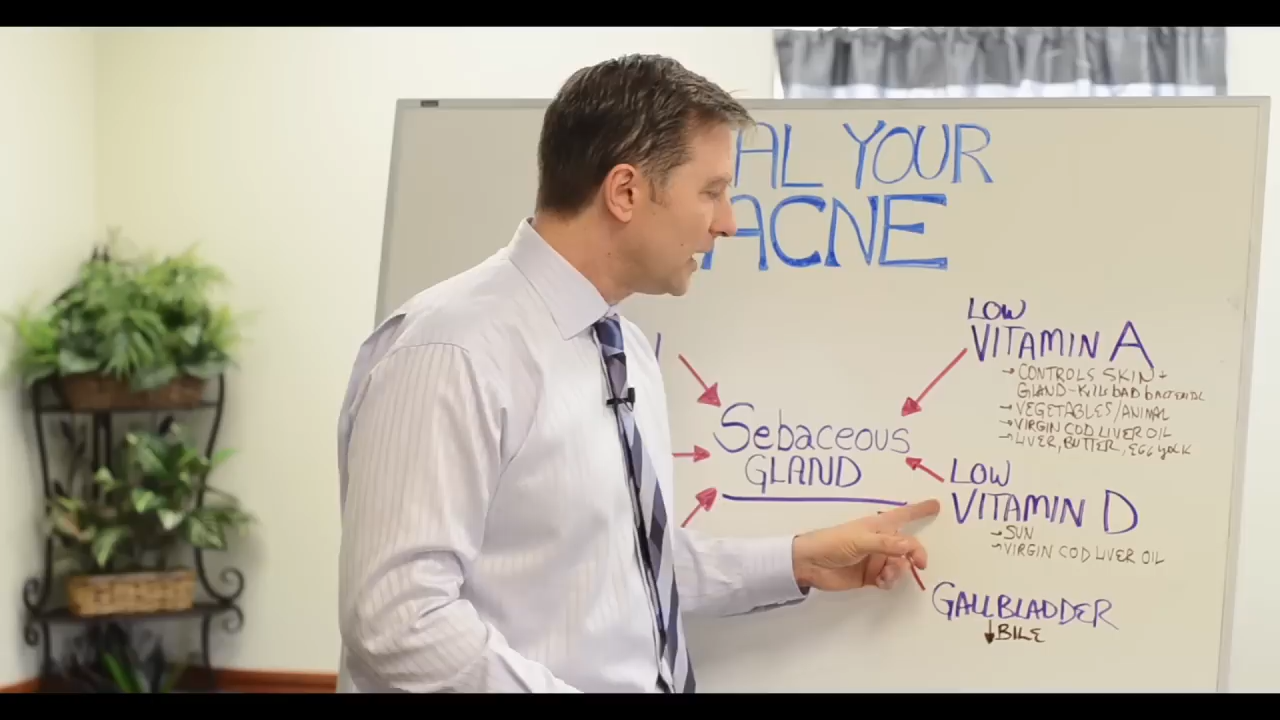 AL YOUR
ACNE
LOW
VITAMIN A
→CONTROLS SKIN +
GLAND-Kills bad bacteria
→VEGETABLES/ANIMAL
→VIRGIN COD LIVER OIL
→LIVER, BUTTER, EGG yolk
Sebaceous
GLAND
LOW
VITAMIN D
→SUN
→VIRGIN COD LIVER OIL
GALLBLADDER
↓BILE